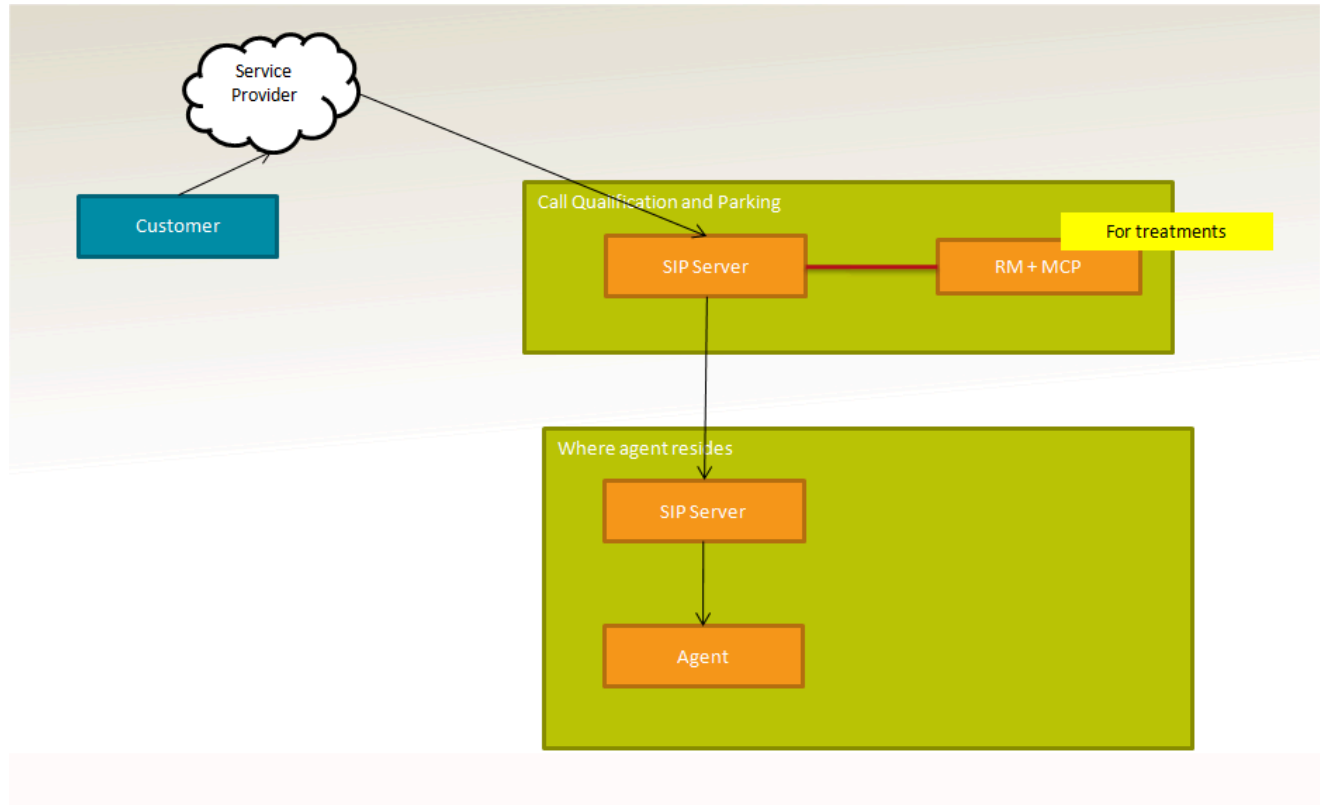 Service
Provider
Customer
Call Qualification and Parking
For treatments
SIP Server
RM + MCP
Where agent resides
SIP Server
Agent